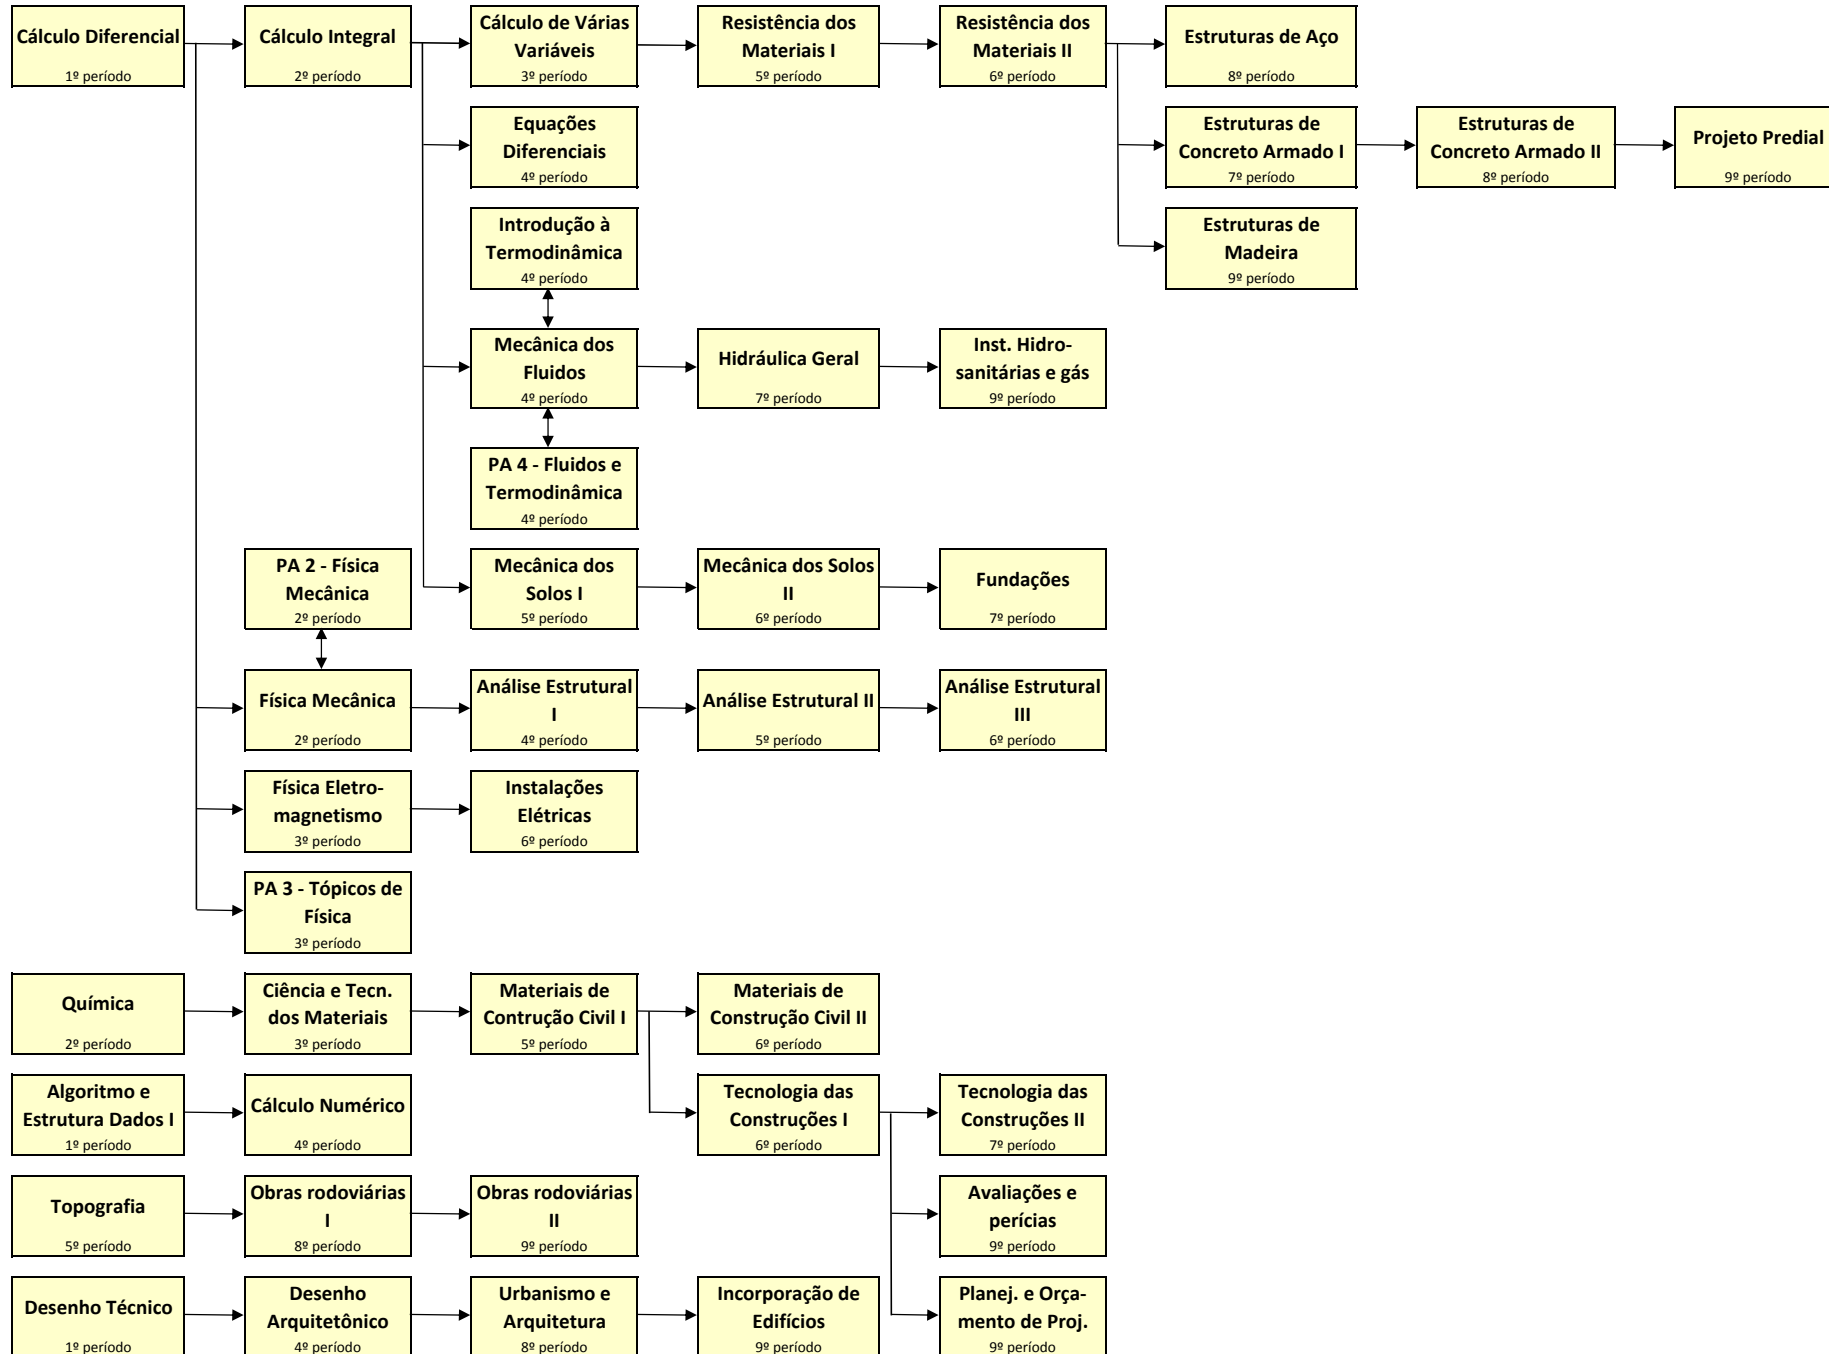 Cálculo Diferencial
1º período
Cálculo Integral
2º período
Cálculo de Várias
Variáveis
3º período
Resistência dos
Materiais I
5º período
Resistência dos
Materiais II
6º período
Estruturas de Aço
8º período
Equações
Diferenciais
4º período
Estruturas de
Concreto Armado I
7º período
Estruturas de
Concreto Armado II
8º período
Projeto Predial
9º período
Introdução à
Termodinâmica
4º período
Estruturas de
Madeira
9º período
Mecânica dos
Fluidos
4º período
Hidráulica Geral
7º período
Inst. Hidro-
sanitárias e gás
9º período
PA 4 - Fluidos e
Termodinâmica
4º período
PA 2 - Física
Mecânica
2º período
Mecânica dos
Solos I
5º período
Mecânica dos Solos
II
6º período
Fundações
7º período
Física Mecânica
2º período
Análise Estrutural
I
4º período
Análise Estrutural II
5º período
Análise Estrutural
III
6º período
Física Eletro-
magnetismo
3º período
Instalações
Elétricas
6º período
PA 3 - Tópicos de
Física
3º período
Química
2º período
Ciência e Tecn.
dos Materiais
3º período
Materiais de
Contrução Civil I
5º período
Materiais de
Construção Civil II
6º período
Algoritmo e
Estrutura Dados I
1º período
Cálculo Numérico
4º período
Tecnologia das
Construções I
6º período
Tecnologia das
Construções II
7º período
Topografia
5º período
Obras rodoviárias
I
8º período
Obras rodoviárias
II
9º período
Avaliações e
perícias
9º período
Desenho Técnico
1º período
Desenho
Arquitetônico
4º período
Urbanismo e
Arquitetura
8º período
Incorporação de
Edifícios
9º período
Planej. e Orça-
mento de Proj.
9º período